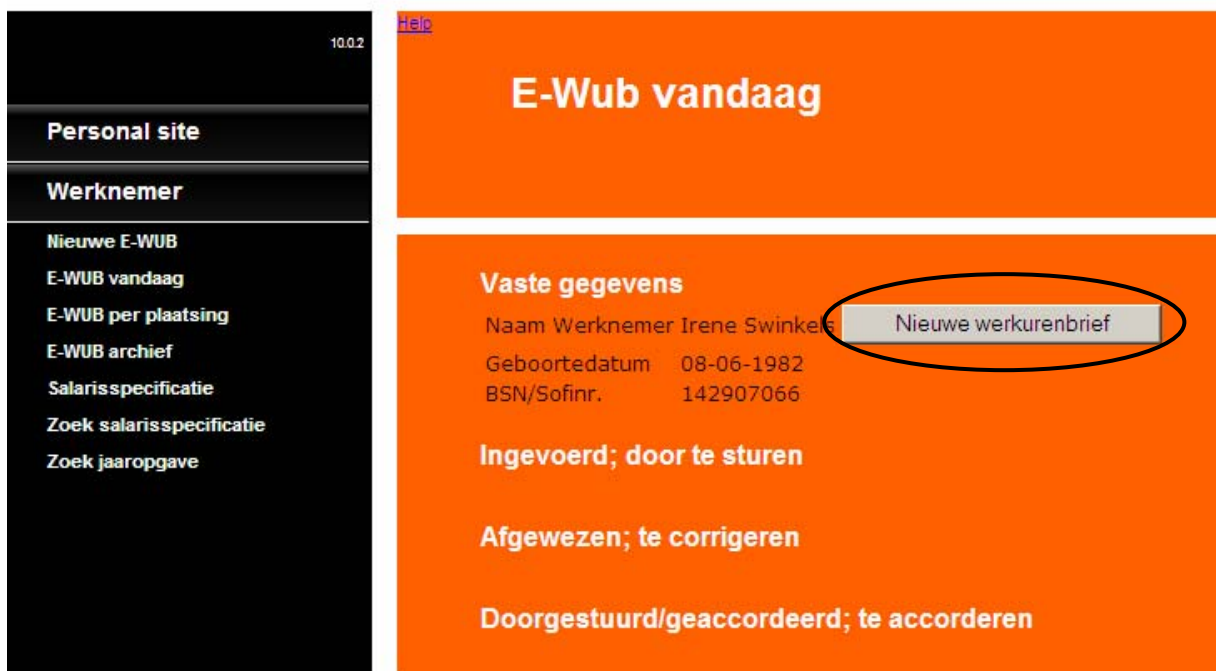 10.0.2
Personal site
Werknemer
Nieuwe E-WUB
E-WUB vandaag
E-WUB per plaatsing
E-WUB archief
Salarisspecificatie
Zoek salarisspecificatie
Zoek jaaropgave
Help
E-Wub vandaag
Vaste gegevens
Naam Werknemer Irene Swinkels Nieuwe werkurenbrief
Geboortedatum 08-06-1982
BSN/Sofinr. 142907066
Ingevoerd; door te sturen
Afgewezen; te corrigeren
Doorgestuurd/geaccordeerd; te accorderen